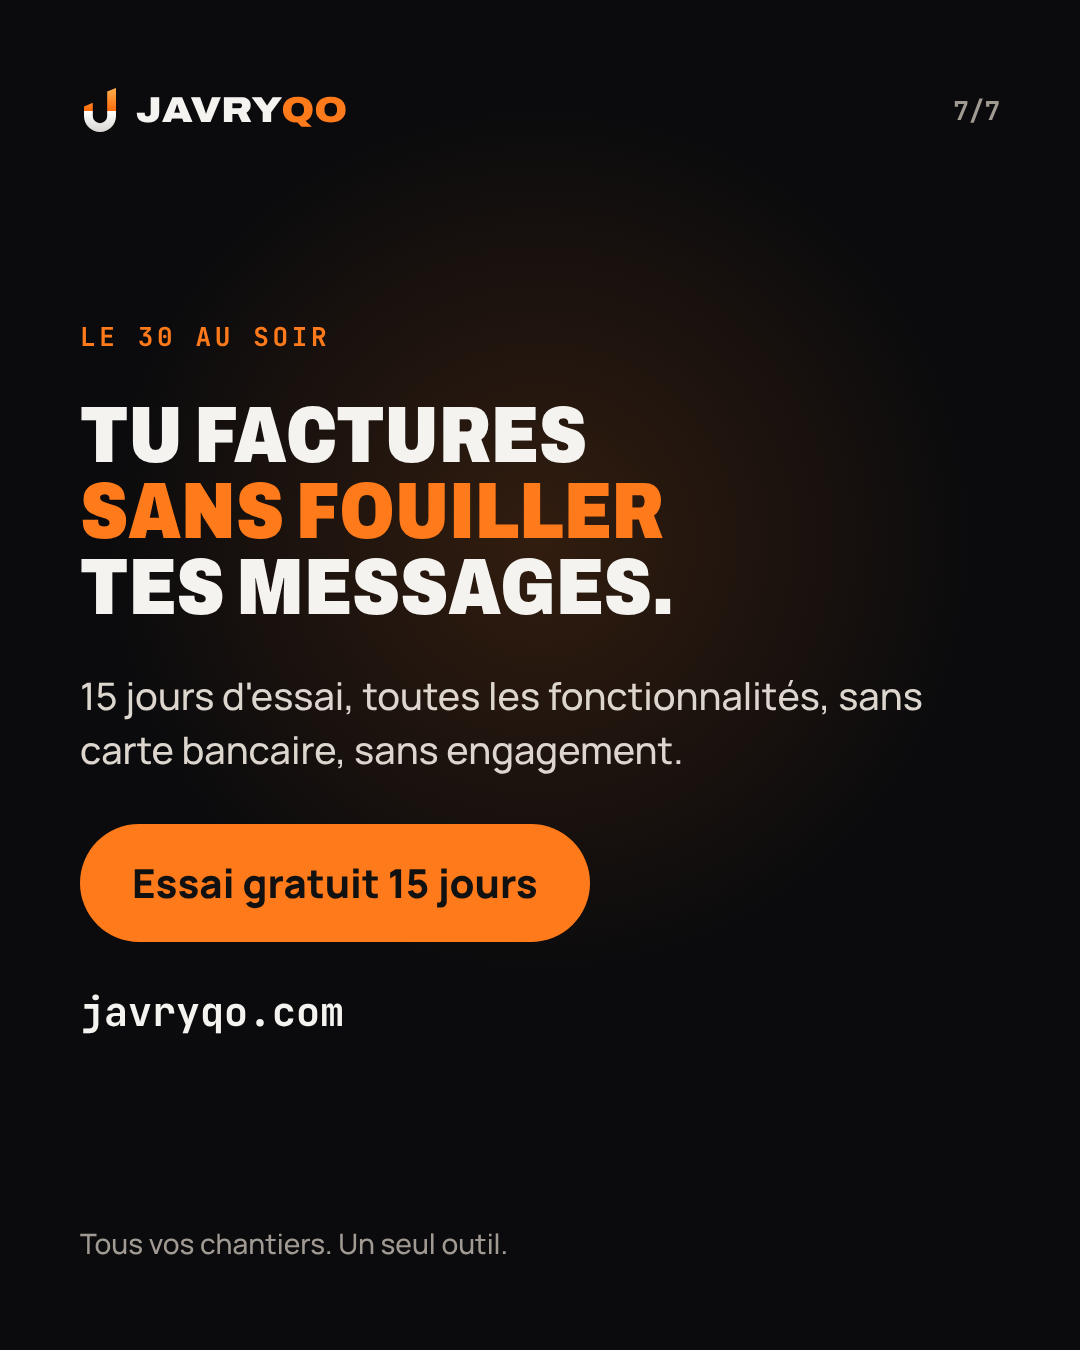 JAVRYQO
7/7
LE 30 AU SOIR
TU FACTURES
SANS FOUILLER
TES MESSAGES.
15 jours d'essai, toutes les fonctionnalités, sans
carte bancaire, sans engagement.
Essai gratuit 15 jours
javryqo.com
Tous vos chantiers. Un seul outil.